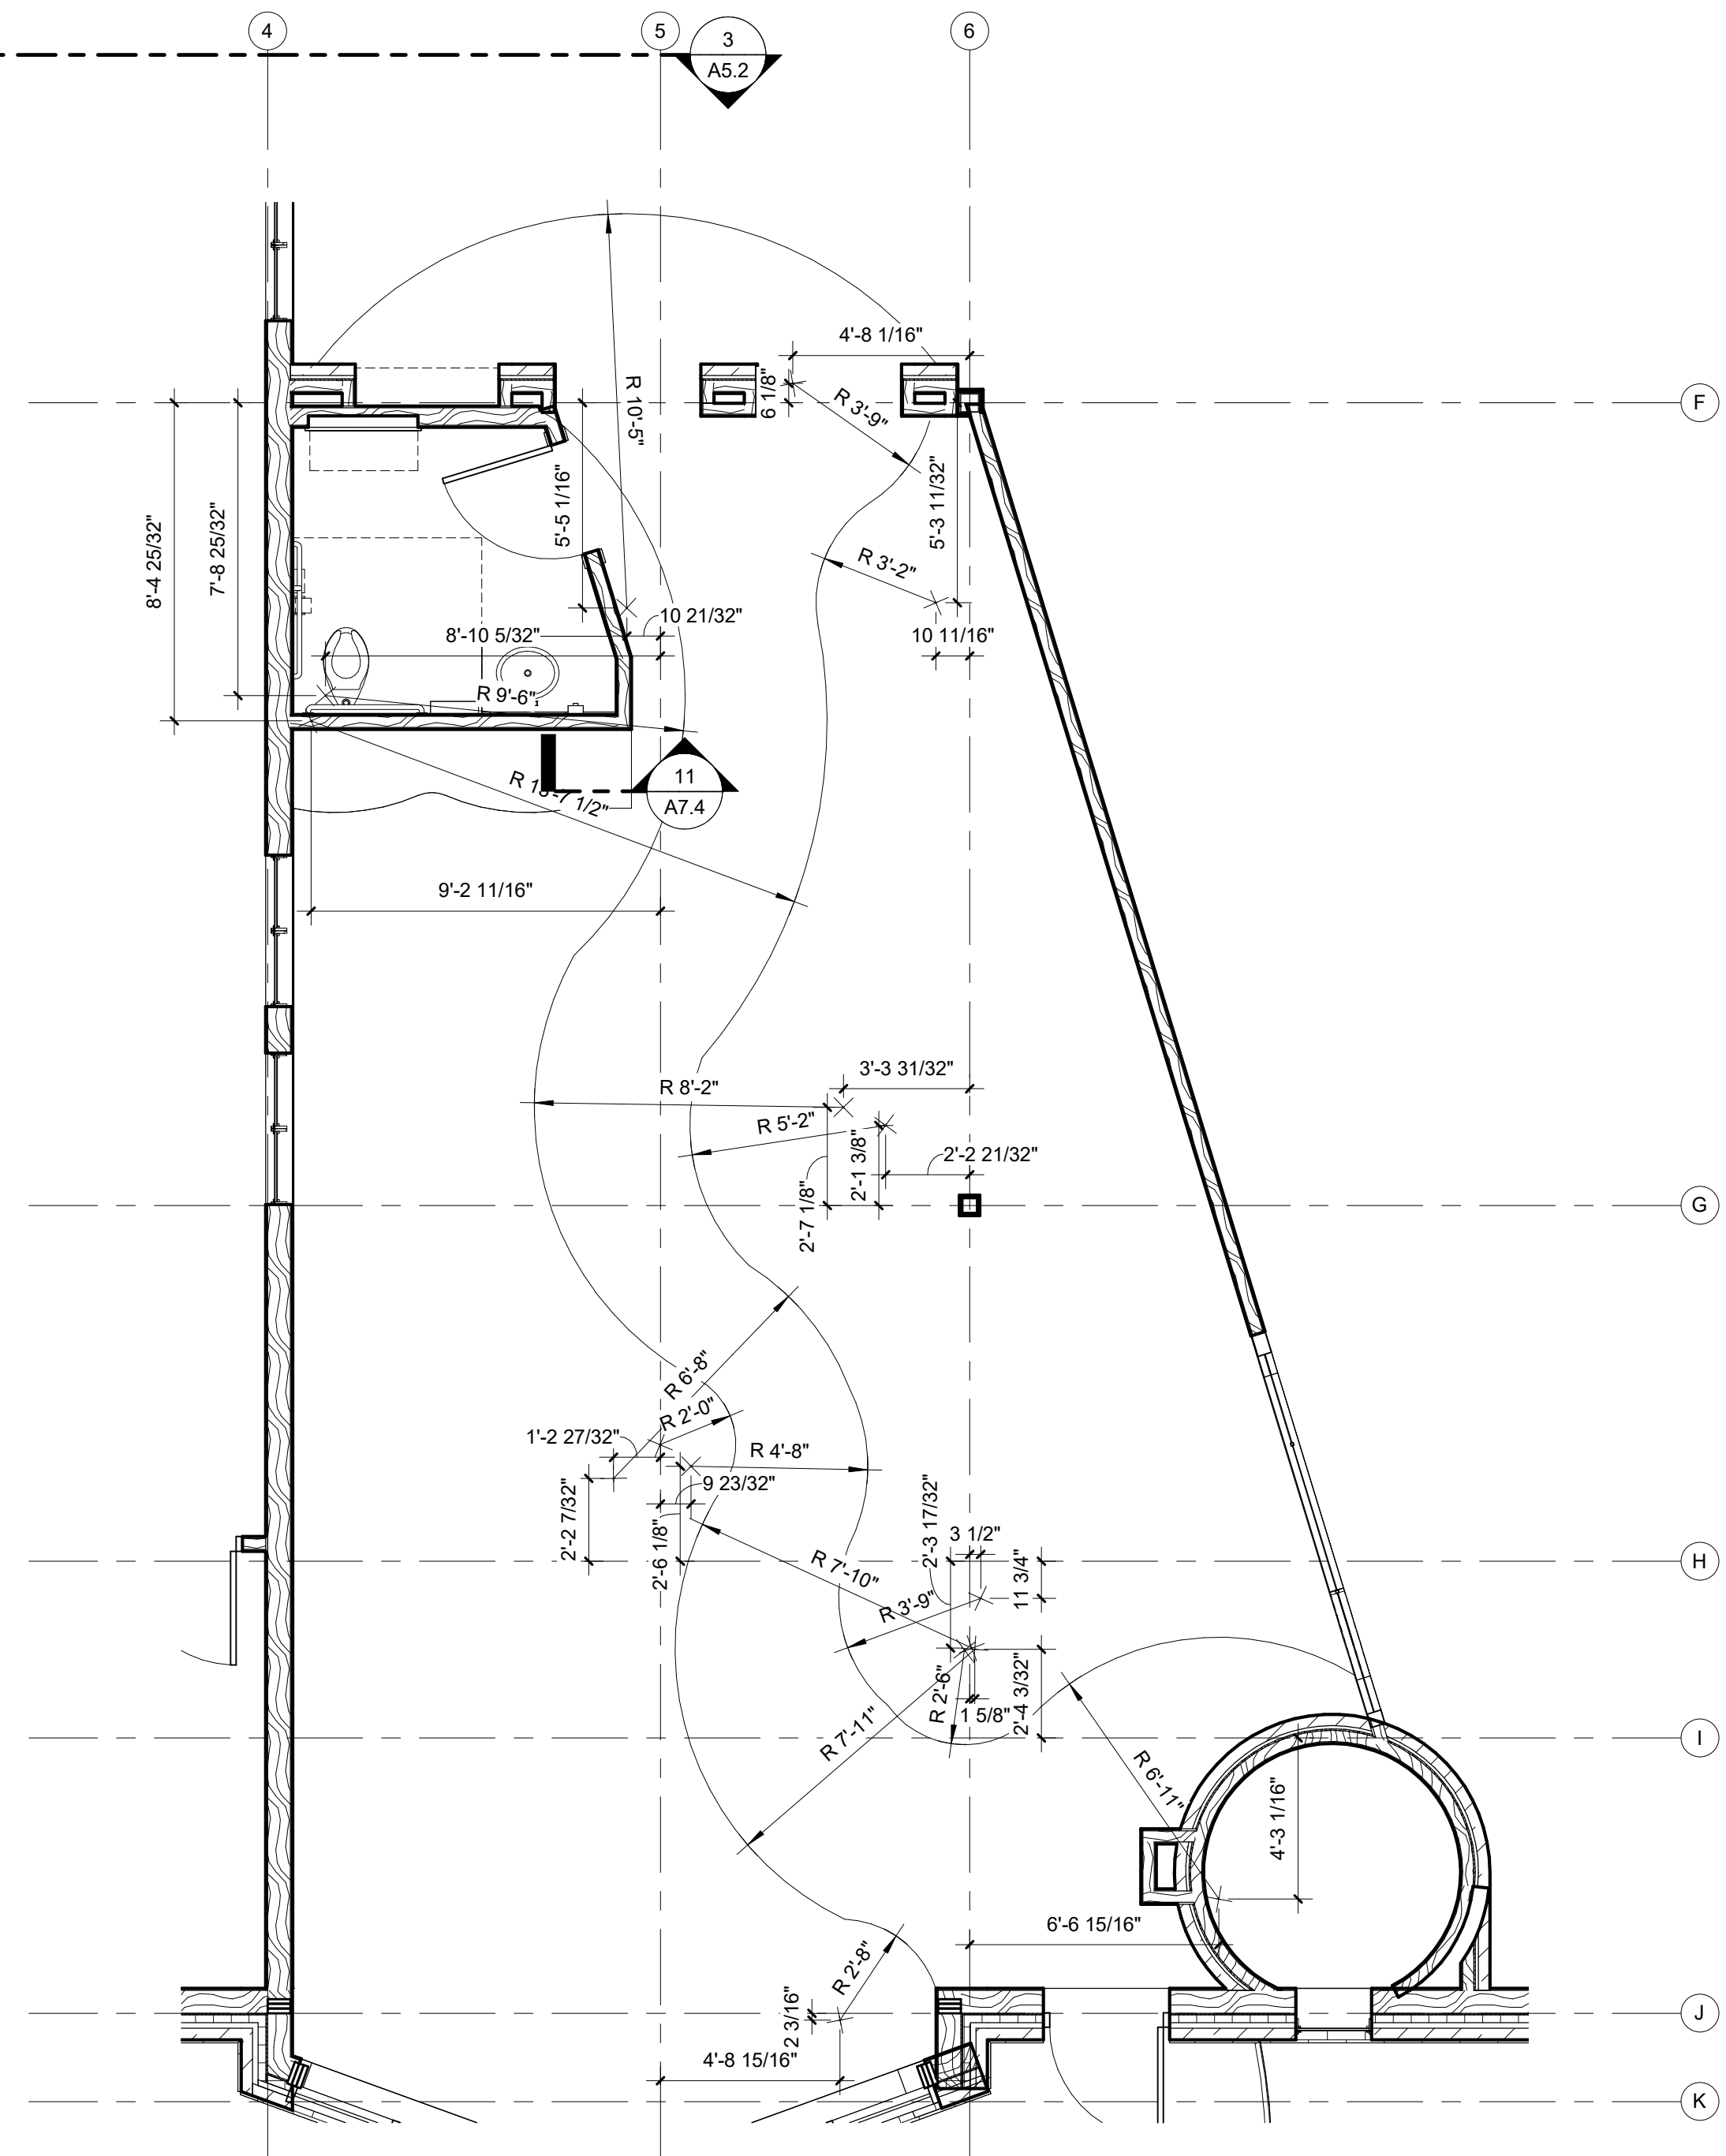 4
5
6
3
A5.2
4'-8 1/16"
6 1/8"
R 10'-5"
R 3'-9"
F
5'-5 1/16"
5'-3 11/32"
8'-4 25/32"
7'-8 25/32"
R 3'-2"
10 21/32"
8'-10 5/32"
10 11/16"
R 9'-6"
11
A7.4
9'-2 11/16"
3'-3 31/32"
R 8'-2"
R 5'-2"
2'-1 3/8"
2'-2 21/32"
2'-7 1/8"
G
R 6'-8"
R 2'-0"
1'-2 27/32"
R 4'-8"
9 23/32"
2'-2 7/32"
2'-6 1/8"
2'-3 17/32"
3 1/2"
R 7'-10"
11 3/4"
H
R 3'-9"
R 2'-6"
1 5/8"
2'-4 3/32"
R 7'-11"
I
R 6'-11"
4'-3 1/16"
6'-6 15/16"
R 2'-8"
2 3/16"
J
4'-8 15/16"
K